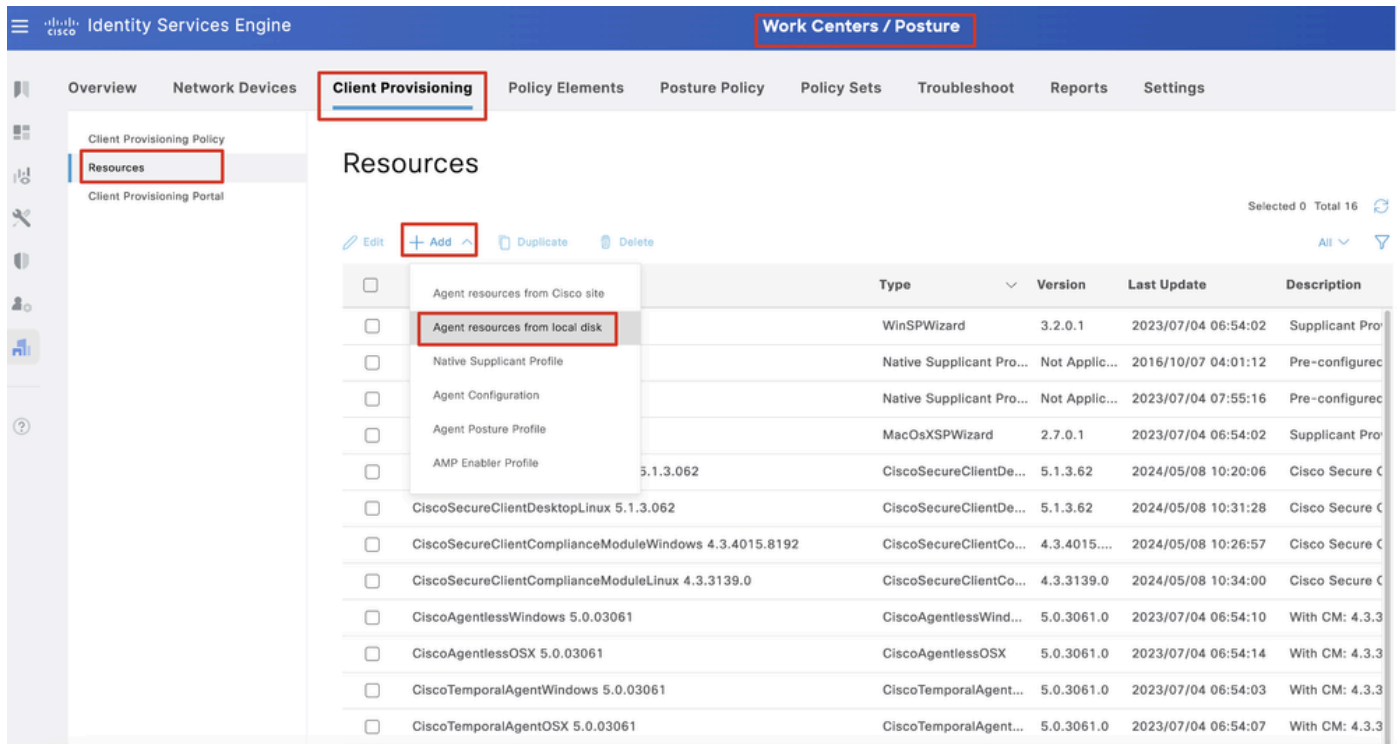 cisco Identity Services Engine
Work Centers / Posture
Overview Network Devices Client Provisioning Policy Elements Posture Policy Policy Sets Troubleshoot Reports Settings
Client Provisioning Policy
Resources
Client Provisioning Portal
Resources
Selected 0 Total 16
Edit Add Duplicate Delete
All
Type Version Last Update Description
Agent resources from Cisco site
Agent resources from local disk
Native Supplicant Profile
Agent Configuration
Agent Posture Profile
AMP Enabler Profile
WinSPWizard 3.2.0.1 2023/07/04 06:54:02 Supplicant Pro
Native Supplicant Pro... Not Applic... 2016/10/07 04:01:12 Pre-configured
Native Supplicant Pro... Not Applic... 2023/07/04 07:55:16 Pre-configured
MacOsXSPWizard 2.7.0.1 2023/07/04 06:54:02 Supplicant Pro
5.1.3.062 CiscoSecureClientDe... 5.1.3.62 2024/05/08 10:20:06 Cisco Secure C
CiscoSecureClientDesktopLinux 5.1.3.062 CiscoSecureClientDe... 5.1.3.62 2024/05/08 10:31:28 Cisco Secure C
CiscoSecureClientComplianceModuleWindows 4.3.4015.8192 CiscoSecureClientCo... 4.3.4015.... 2024/05/08 10:26:57 Cisco Secure C
CiscoSecureClientComplianceModuleLinux 4.3.3139.0 CiscoSecureClientCo... 4.3.3139.0 2024/05/08 10:34:00 Cisco Secure C
CiscoAgentlessWindows 5.0.03061 CiscoAgentlessWind... 5.0.3061.0 2023/07/04 06:54:10 With CM: 4.3.3
CiscoAgentlessOSX 5.0.03061 CiscoAgentlessOSX 5.0.3061.0 2023/07/04 06:54:14 With CM: 4.3.3
CiscoTemporalAgentWindows 5.0.03061 CiscoTemporalAgent... 5.0.3061.0 2023/07/04 06:54:03 With CM: 4.3.3
CiscoTemporalAgentOSX 5.0.03061 CiscoTemporalAgent... 5.0.3061.0 2023/07/04 06:54:07 With CM: 4.3.3